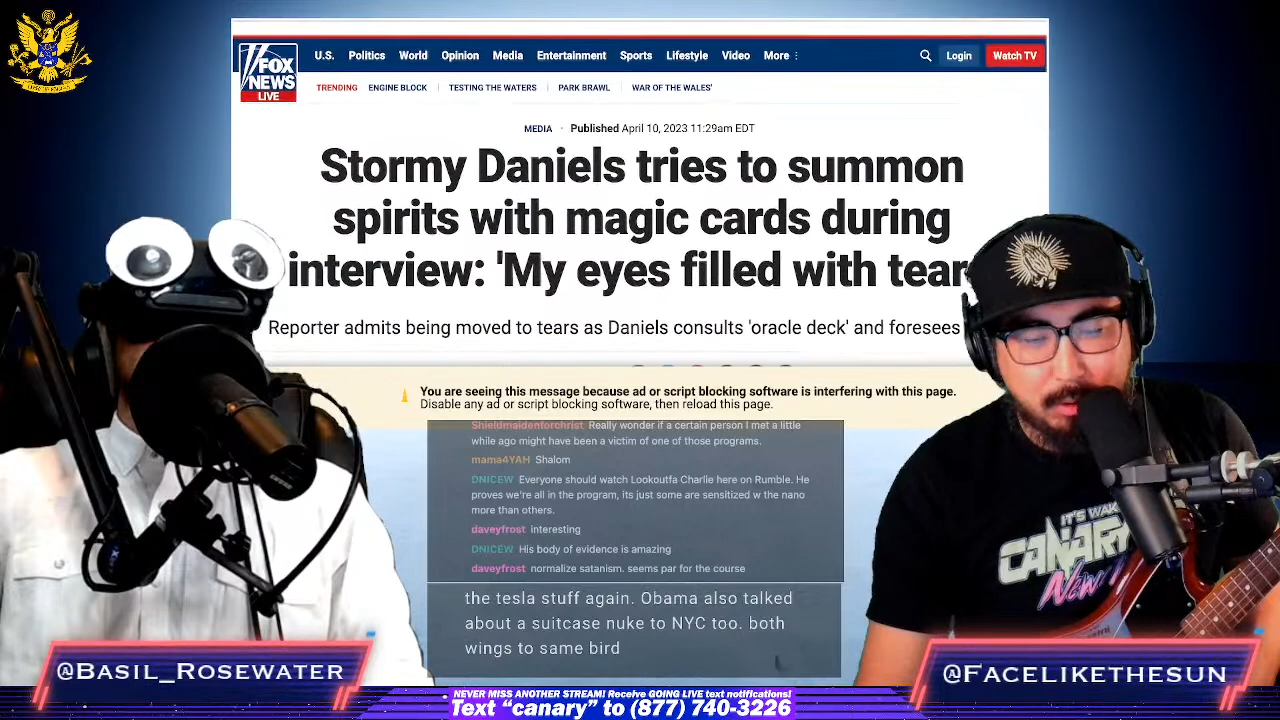 U.S. Politics World Opinion Media Entertainment Sports Lifestyle Video More Login Watch TV
FOX
NEWS
LIVE
TRENDING ENGINE BLOCK TESTING THE WATERS PARK BRAWL WAR OF THE WALES'
MEDIA · Published April 10, 2023 11:29am EDT
Stormy Daniels tries to summon
spirits with magic cards during
interview: 'My eyes filled with tear
Reporter admits being moved to tears as Daniels consults 'oracle deck' and foresees
You are seeing this message because ad or script blocking software is interfering with this page.
Disable any ad or script blocking software, then reload this page.
Shieldmaidenforchrist Really wonder if a certain person I met a little
while ago might have been a victim of one of those programs.
mama4YAH Shalom
DNICEW Everyone should watch Lookoutfa Charlie here on Rumble. He
proves we're all in the program, its just some are sensitized w the nano
more than others.
daveyfrost interesting
DNICEW His body of evidence is amazing
daveyfrost normalize satanism. seems par for the course
the tesla stuff again. Obama also talked
about a suitcase nuke to NYC too. both
wings to same bird
IT'S WAK
CANARY
New
@BASIL_ROSEWATER
@FACELIKETHESUN
NEVER MISS ANOTHER STREAM! Receive GOING LIVE text notifications!
Text "canary" to (877) 740-3226